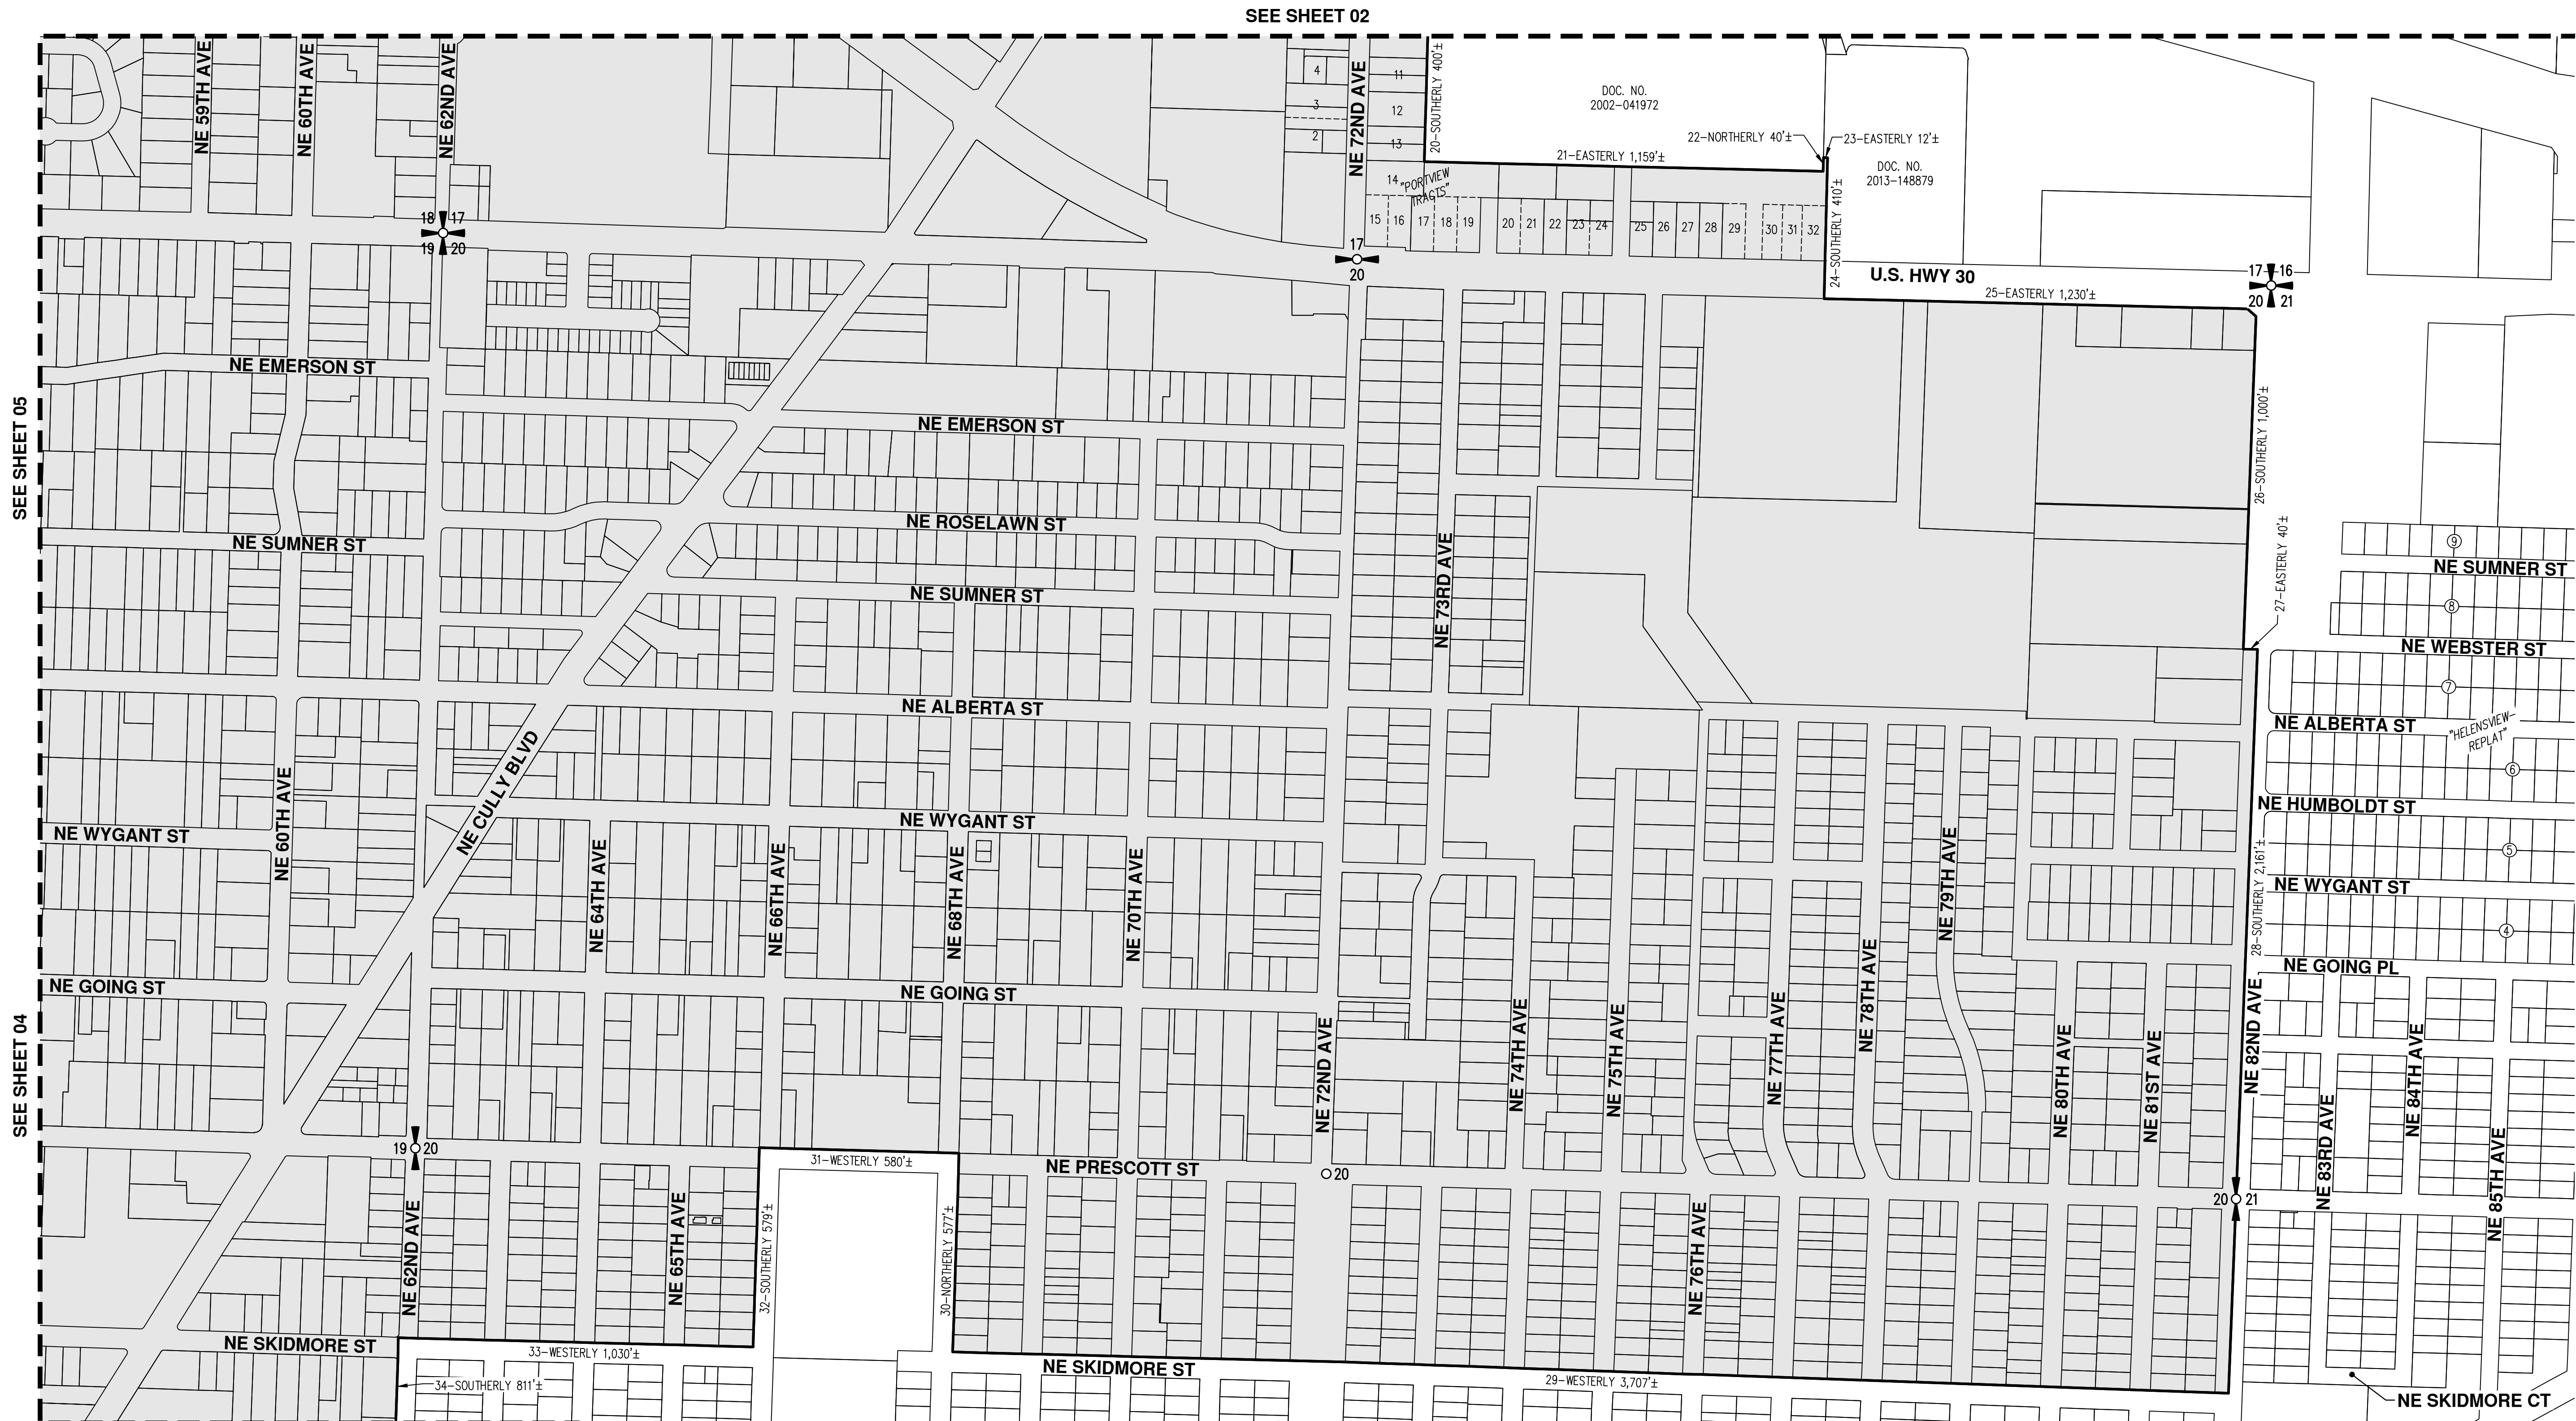 SEE SHEET 02
NE 59TH AVE
NE 60TH AVE
NE 62ND AVE
4
3
2
NE 72ND AVE
11
12
13
14
"PORTVIEW
TRACTS"
20-SOUTHERLY 400'±
DOC. NO.
2002-041972
21-EASTERLY 1,159'±
22-NORTHERLY 40'±
23-EASTERLY 12'±
DOC. NO.
2013-148879
24-SOUTHERLY 410'±
15
16
17
18
19
20
21
22
23
24
25
26
27
28
29
30
31
32
18
17
19
20
17
20
U.S. HWY 30
25-EASTERLY 1,230'±
17
16
20
21
SEE SHEET 05
NE EMERSON ST
NE EMERSON ST
26-SOUTHERLY 1,000'±
NE ROSELAWN ST
NE SUMNER ST
27-EASTERLY 40'±
9
NE SUMNER ST
NE SUMNER ST
NE 73RD AVE
8
NE WEBSTER ST
7
NE ALBERTA ST
NE ALBERTA ST
"HELENSVIEW-
REPLAT"
6
NE CULLY BLVD
NE 60TH AVE
NE HUMBOLDT ST
NE WYGANT ST
NE WYGANT ST
28-SOUTHERLY 2,161'±
5
NE WYGANT ST
4
NE 64TH AVE
NE 66TH AVE
NE 68TH AVE
NE 70TH AVE
NE 79TH AVE
NE GOING PL
NE GOING ST
NE GOING ST
NE 78TH AVE
NE 82ND AVE
SEE SHEET 04
NE 72ND AVE
NE 74TH AVE
NE 75TH AVE
NE 77TH AVE
NE 80TH AVE
NE 81ST AVE
NE 84TH AVE
NE 83RD AVE
NE 85TH AVE
19
20
31-WESTERLY 580'±
NE PRESCOTT ST
20
20
21
NE 62ND AVE
NE 65TH AVE
32-SOUTHERLY 579'±
30-NORTHERLY 577'±
NE 76TH AVE
NE SKIDMORE ST
33-WESTERLY 1,030'±
NE SKIDMORE ST
34-SOUTHERLY 811'±
29-WESTERLY 3,707'±
NE SKIDMORE CT